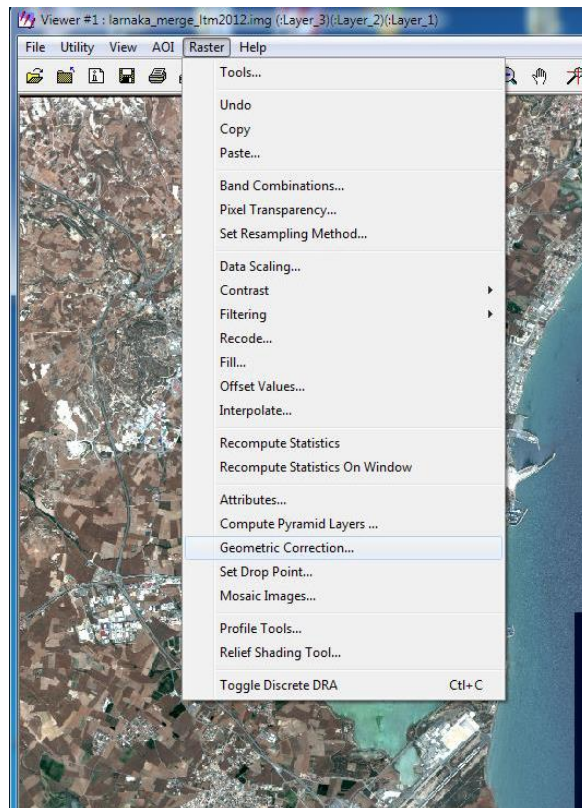 Viewer #1 : larnaka_merge_ltm2012.img (:Layer_3)(:Layer_2)(:Layer_1)
File Utility View AOI Raster Help
Tools...
Undo
Copy
Paste...
Band Combinations...
Pixel Transparency...
Set Resampling Method...
Data Scaling...
Contrast
Filtering
Recode...
Fill...
Offset Values...
Interpolate...
Recompute Statistics
Recompute Statistics On Window
Attributes...
Compute Pyramid Layers ...
Geometric Correction...
Set Drop Point...
Mosaic Images...
Profile Tools...
Relief Shading Tool...
Toggle Discrete DRA Ctl+C